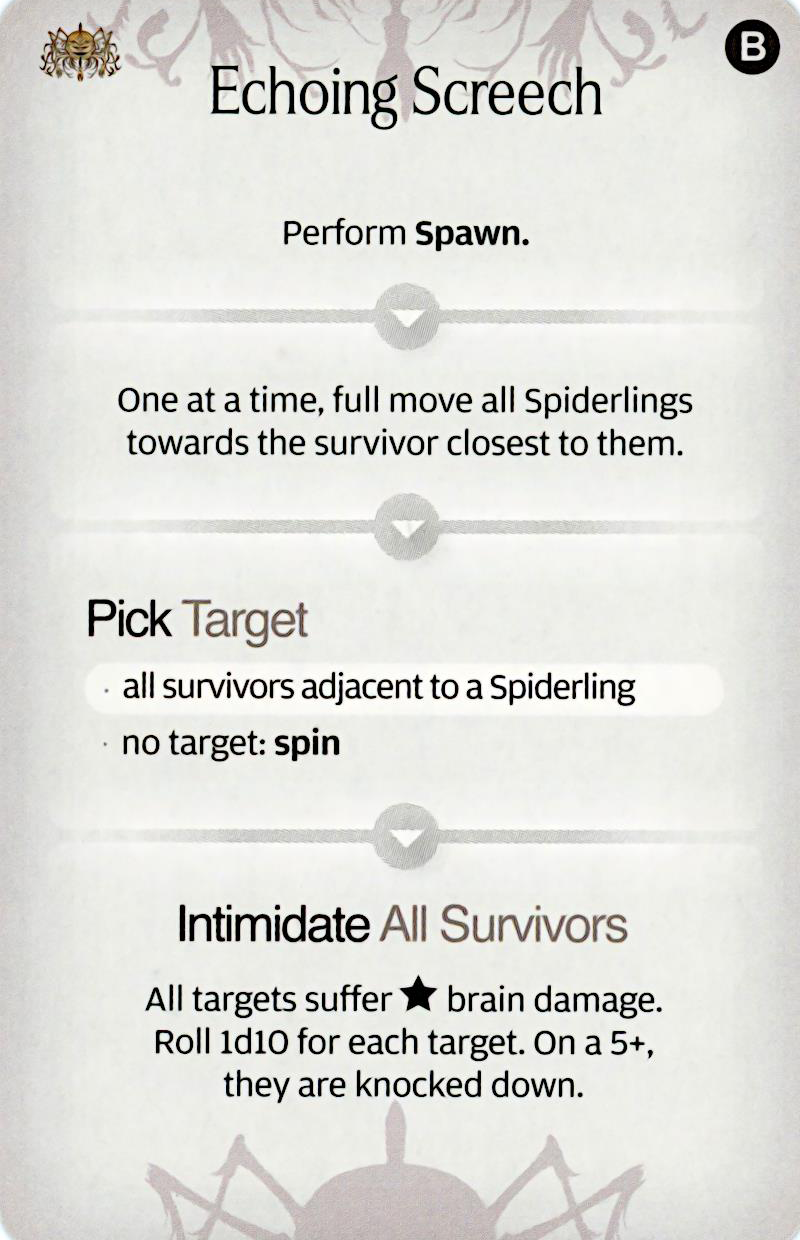 B
Echoing Screech
Perform Spawn.
One at a time, full move all Spiderlings
towards the survivor closest to them.
Pick Target
· all survivors adjacent to a Spiderling
· no target: spin
Intimidate All Survivors
All targets suffer ★ brain damage.
Roll 1d10 for each target. On a 5+,
they are knocked down.